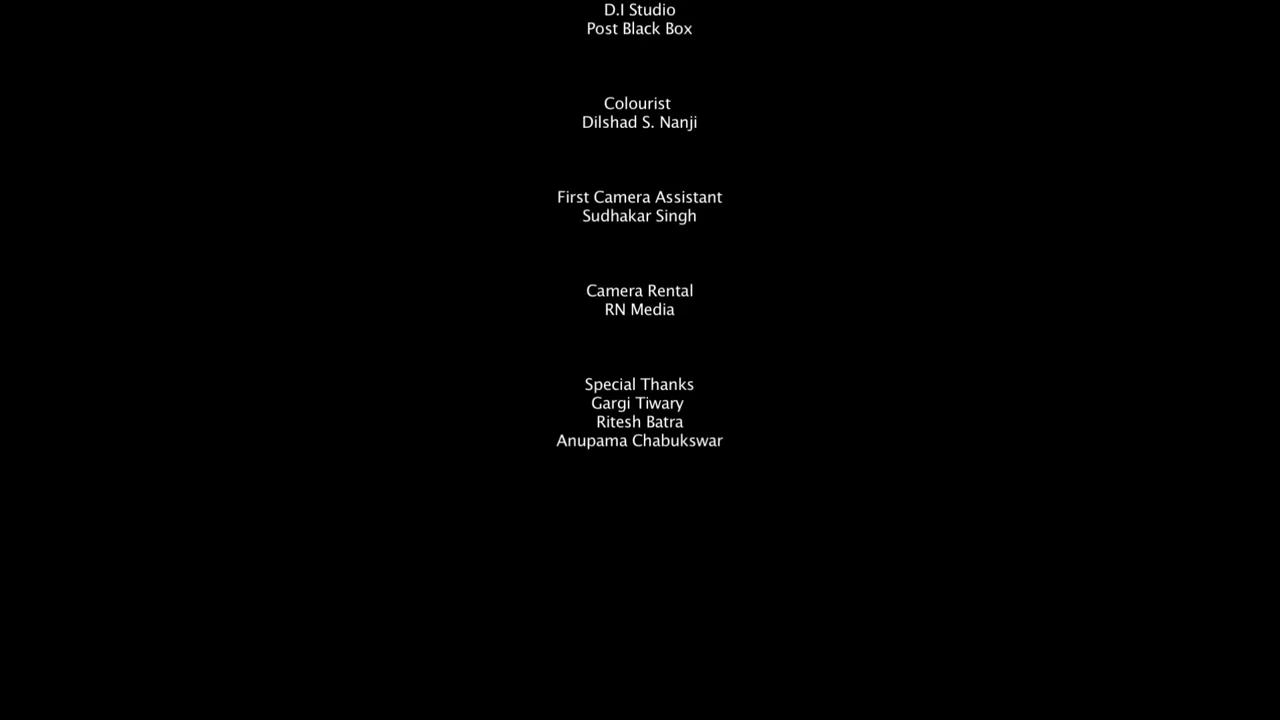 D.I Studio
Post Black Box
Colourist
Dilshad S. Nanji
First Camera Assistant
Sudhakar Singh
Camera Rental
RN Media
Special Thanks
Gargi Tiwary
Ritesh Batra
Anupama Chabukswar